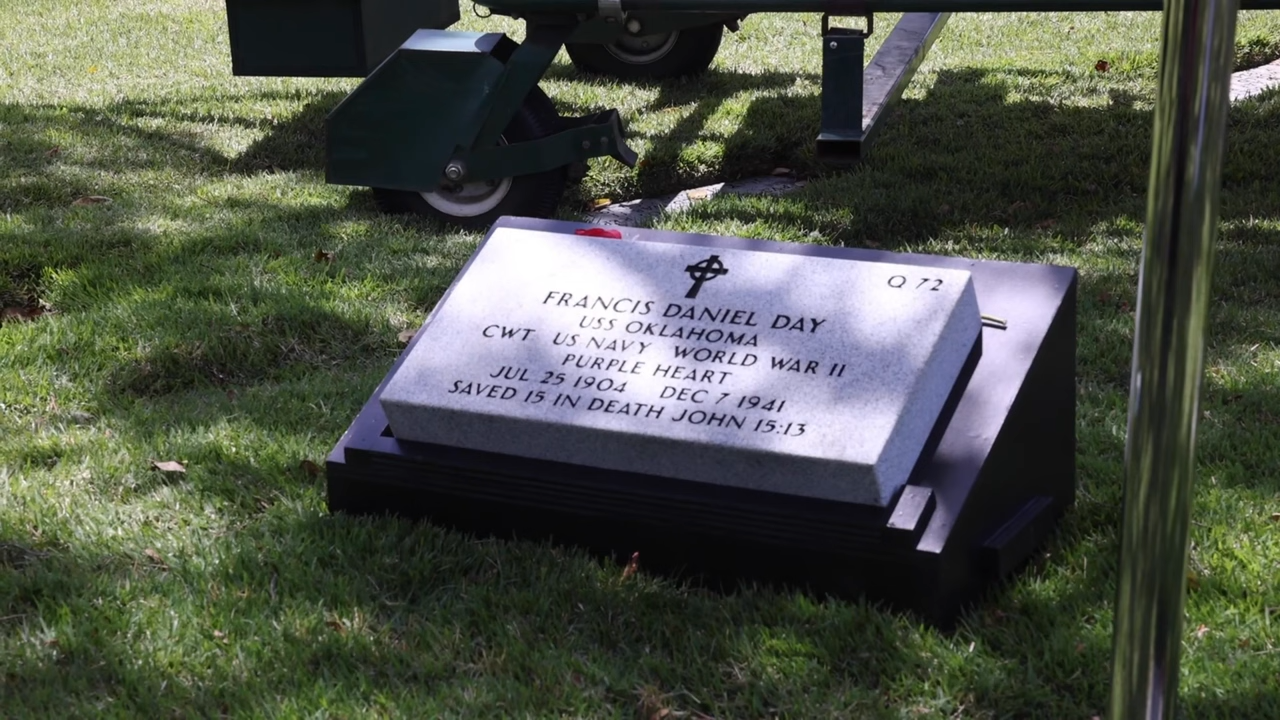 Q 72
FRANCIS DANIEL DAY
USS OKLAHOMA
CWT US NAVY WORLD WAR II
PURPLE HEART
JUL 25 1904 DEC 7 1941
SAVED 15 IN DEATH JOHN 15:13